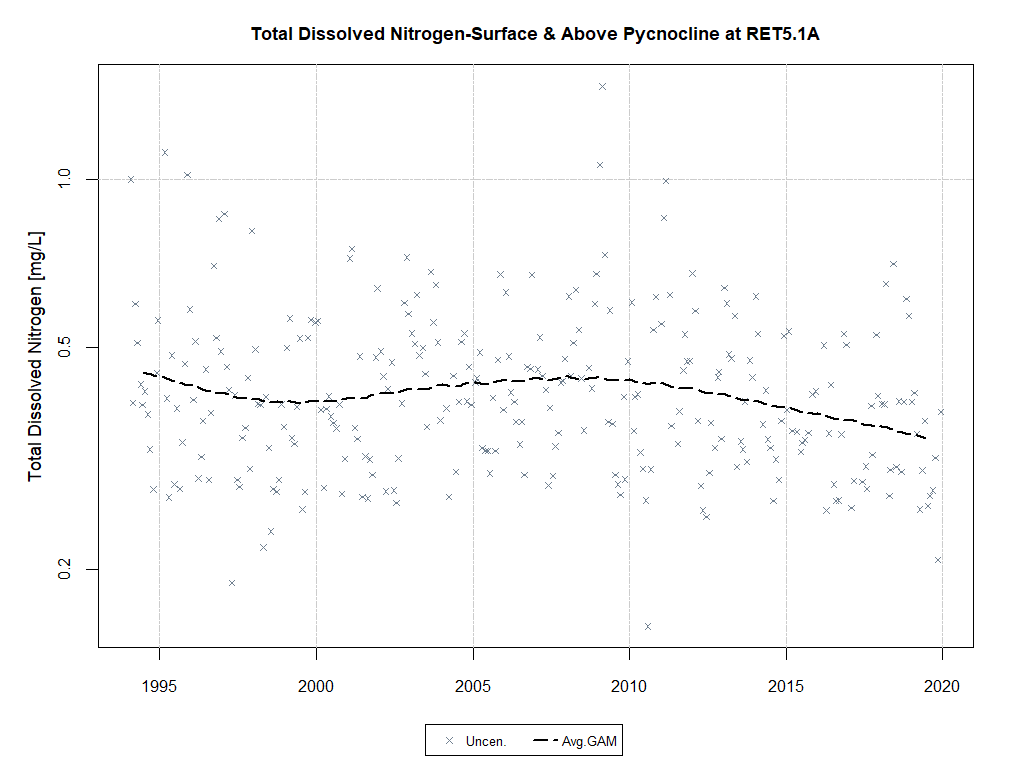 Total Dissolved Nitrogen-Surface & Above Pycnocline at RET5.1A
Total Dissolved Nitrogen [mg/L]
1.0
0.5
0.2
1995 2000 2005 2010 2015 2020
Uncen. Avg.GAM